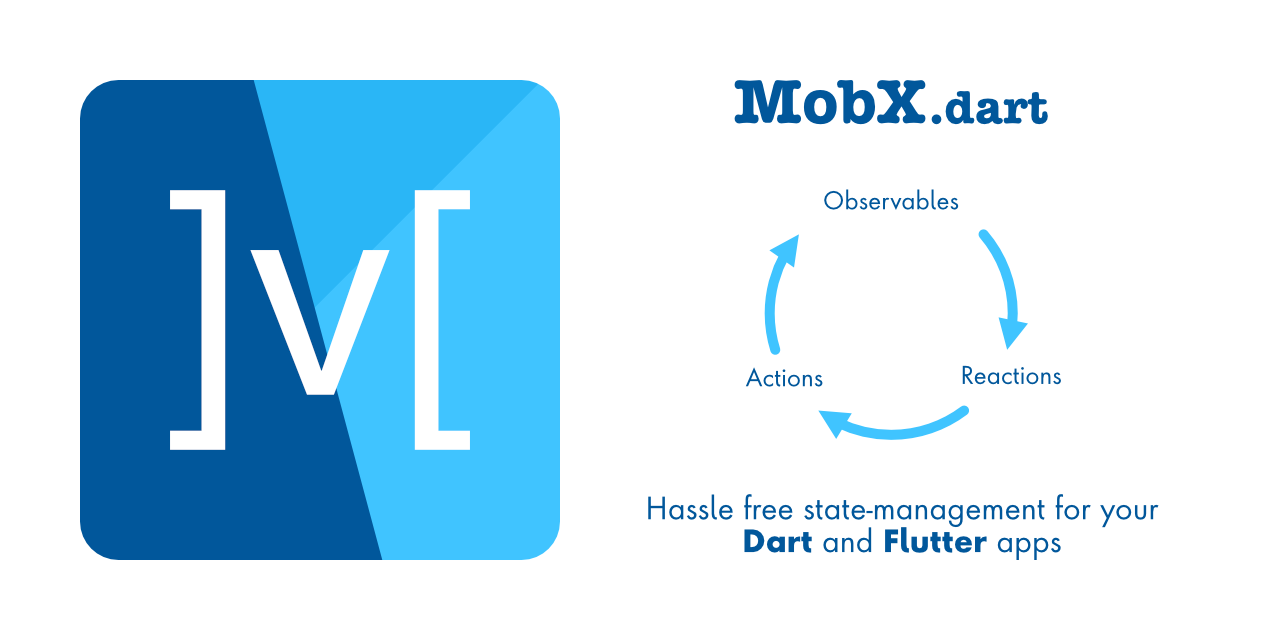 ]v[
MobX.dart
Observables
Actions
Reactions
Hassle free state-management for your
Dart and Flutter apps